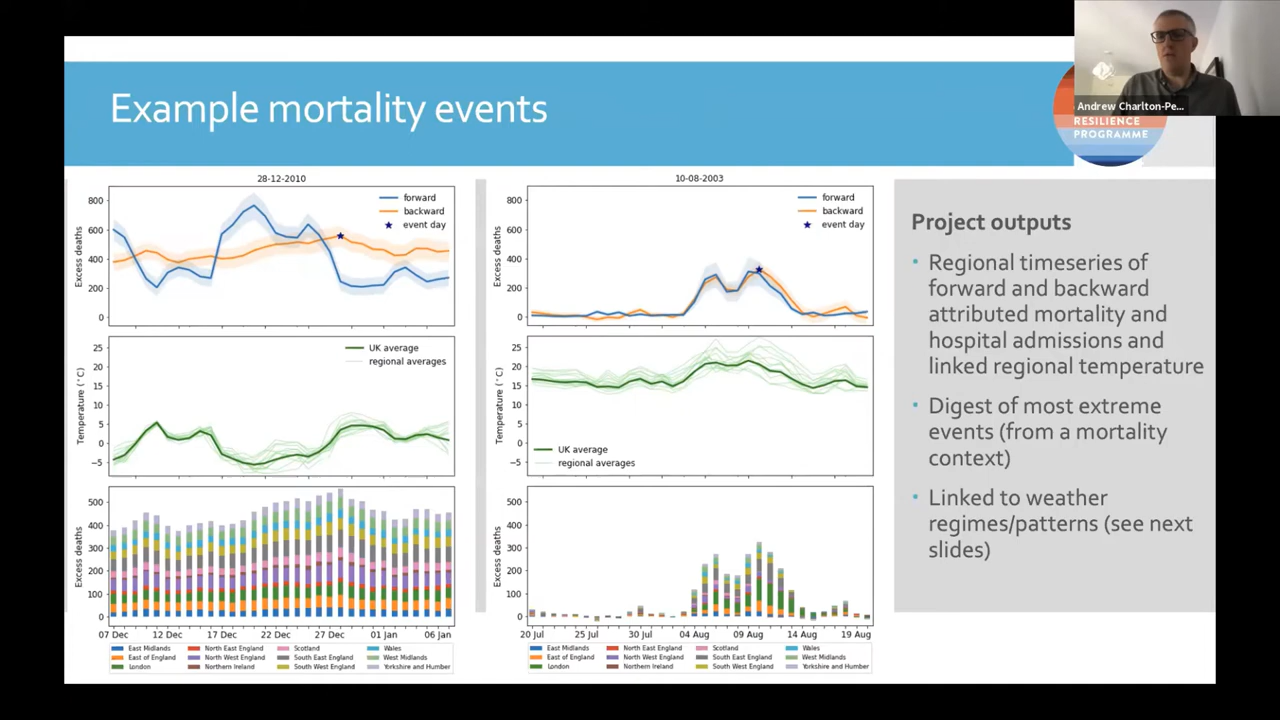 Andrew Charlton-Pe...
RESILIENCE
PROGRAMME
Example mortality events
28-12-2010
800
600
400
200
0
Excess deaths
forward
backward
event day
25
20
15
10
5
0
−5
Temperature (°C)
UK average
regional averages
500
400
300
200
100
0
Excess deaths
07 Dec 12 Dec 17 Dec 22 Dec 27 Dec 01 Jan 06 Jan
East Midlands North East England Scotland Wales
East of England North West England South East England West Midlands
London Northern Ireland South West England Yorkshire and Humber
10-08-2003
800
600
400
200
0
Excess deaths
forward
backward
event day
25
20
15
10
5
0
−5
Temperature (°C)
UK average
regional averages
500
400
300
200
100
0
Excess deaths
20 Jul 25 Jul 30 Jul 04 Aug 09 Aug 14 Aug 19 Aug
East Midlands North East England Scotland Wales
East of England North West England South East England West Midlands
London Northern Ireland South West England Yorkshire and Humber
Project outputs
• Regional timeseries of
forward and backward
attributed mortality and
hospital admissions and
linked regional temperature
• Digest of most extreme
events (from a mortality
context)
• Linked to weather
regimes/patterns (see next
slides)